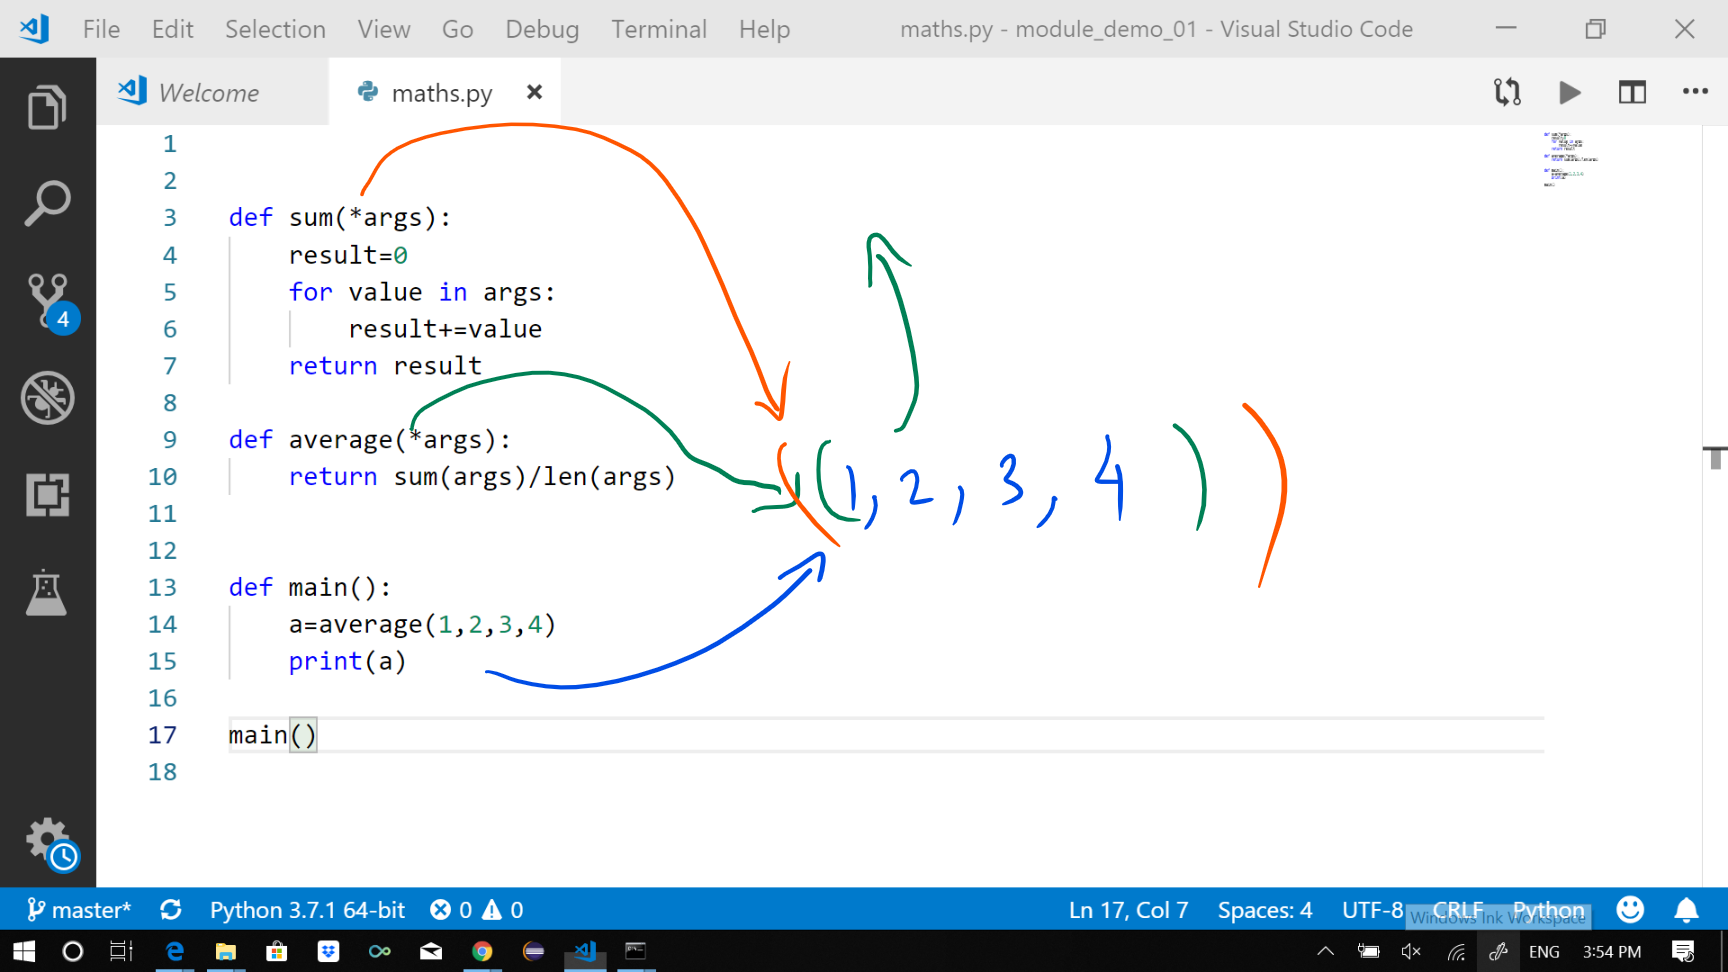 File Edit Selection View Go Debug Terminal Help maths.py - module_demo_01 - Visual Studio Code
Welcome maths.py
1
2
3 def sum(*args):
4 result=0
5 for value in args:
6 result+=value
7 return result
8
9 def average(*args):
10 return sum(args)/len(args)
((1, 2, 3, 4))
11
12
13 def main():
14 a=average(1,2,3,4)
15 print(a)
16
17 main()
18
4
master* Python 3.7.1 64-bit 0 0 Ln 17, Col 7 Spaces: 4 UTF-8 CRLF Python
Windows Ink Workspace
ENG 3:54 PM